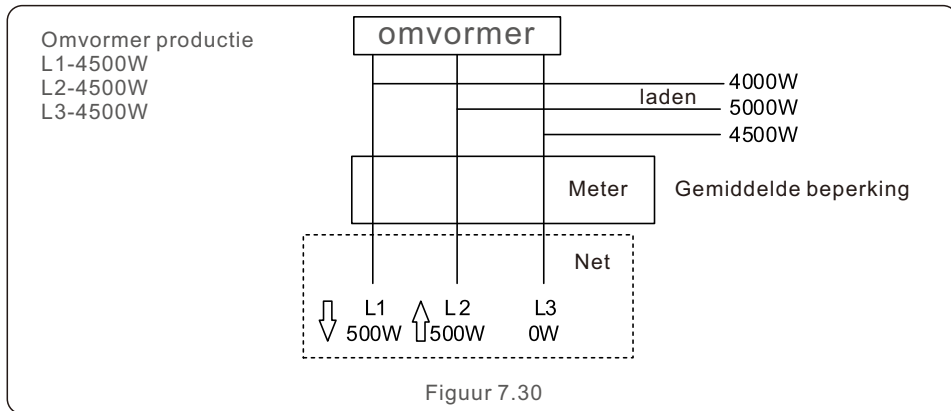 Omvormer productie
L1-4500W
L2-4500W
L3-4500W
omvormer
4000W
laden
5000W
4500W
Meter
Gemiddelde beperking
Net
L1 L2 L3
500W 500W 0W
Figuur 7.30